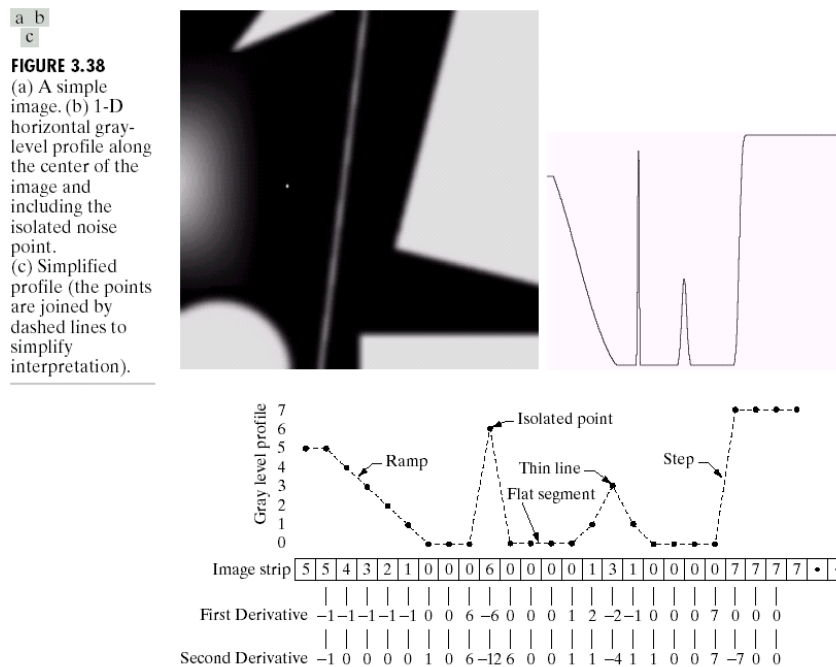 a b
c
FIGURE 3.38
(a) A simple
image. (b) 1-D
horizontal gray-
level profile along
the center of the
image and
including the
isolated noise
point.
(c) Simplified
profile (the points
are joined by
dashed lines to
simplify
interpretation).
Gray level profile
7
6
5
4
3
2
1
0
Isolated point
Ramp
Thin line
Flat segment
Step
Image strip 5 5 4 3 2 1 0 0 0 6 0 0 0 0 1 3 1 0 0 0 0 7 7 7 7 • •
First Derivative −1 −1 −1 −1 −1 0 0 6 −6 0 0 0 1 2 −2 −1 0 0 0 7 0 0 0
Second Derivative −1 0 0 0 0 1 0 6 −12 6 0 0 1 1 −4 1 1 0 0 7 −7 0 0